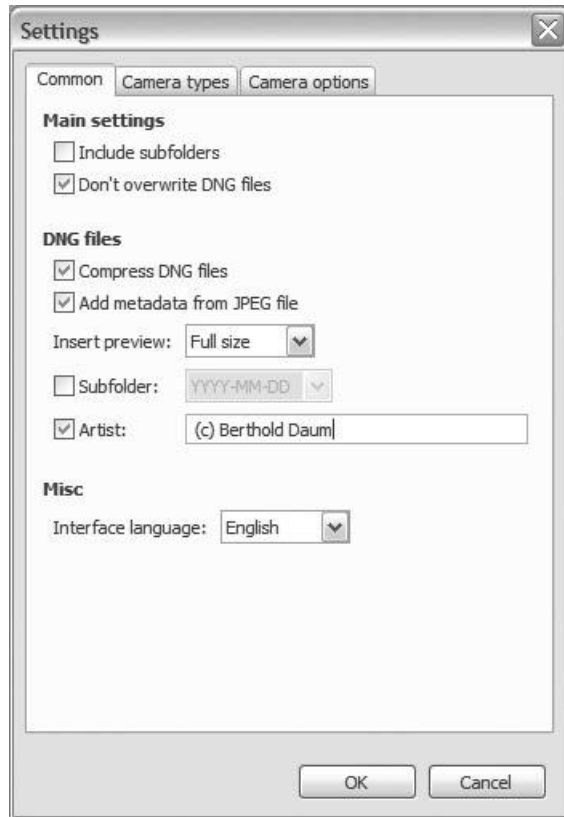 Settings
Common Camera types Camera options
Main settings
Include subfolders
Don't overwrite DNG files
DNG files
Compress DNG files
Add metadata from JPEG file
Insert preview: Full size
Subfolder: YYYY-MM-DD
Artist: (c) Berthold Daum
Misc
Interface language: English
OK Cancel